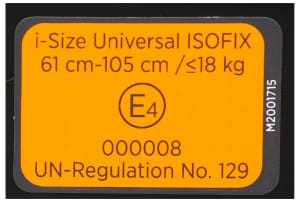 i-Size Universal ISOFIX
61 cm-105 cm /≤18 kg
E4
000008
UN-Regulation No. 129
M2001715